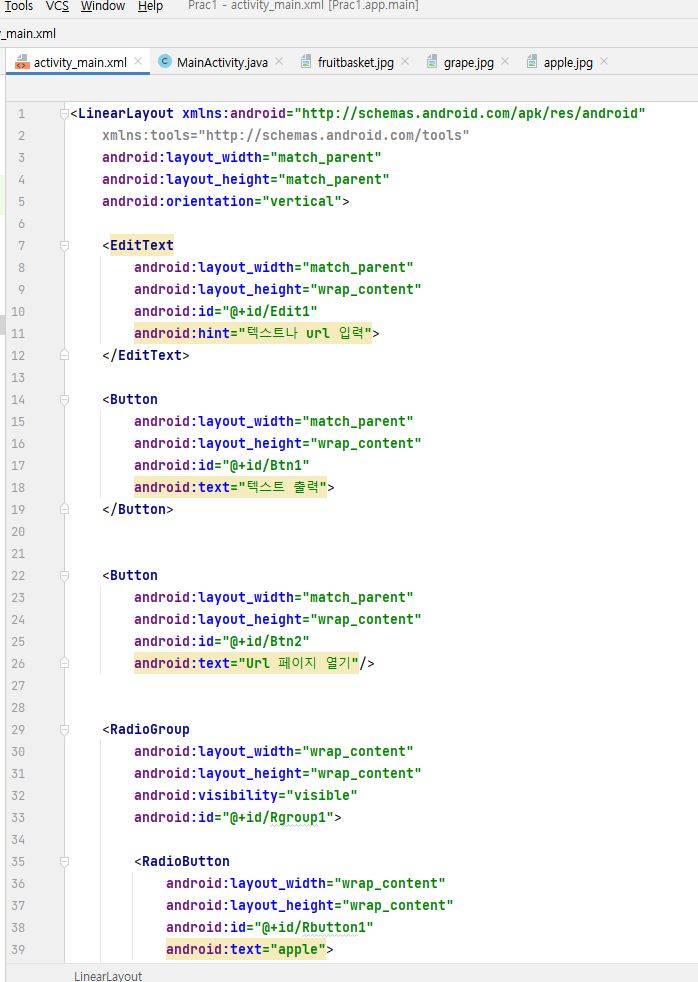 Tools VCS Window Help Prac1 - activity_main.xml [Prac1.app.main]
_main.xml
activity_main.xml MainActivity.java fruitbasket.jpg grape.jpg apple.jpg
1 <LinearLayout xmlns:android="http://schemas.android.com/apk/res/android"
2 xmlns:tools="http://schemas.android.com/tools"
3 android:layout_width="match_parent"
4 android:layout_height="match_parent"
5 android:orientation="vertical">
6
7 <EditText
8 android:layout_width="match_parent"
9 android:layout_height="wrap_content"
10 android:id="@+id/Edit1"
11 android:hint="텍스트나 url 입력">
12 </EditText>
13
14 <Button
15 android:layout_width="match_parent"
16 android:layout_height="wrap_content"
17 android:id="@+id/Btn1"
18 android:text="텍스트 출력">
19 </Button>
20
21
22 <Button
23 android:layout_width="match_parent"
24 android:layout_height="wrap_content"
25 android:id="@+id/Btn2"
26 android:text="Url 페이지 열기"/>
27
28
29 <RadioGroup
30 android:layout_width="wrap_content"
31 android:layout_height="wrap_content"
32 android:visibility="visible"
33 android:id="@+id/Rgroup1">
34
35 <RadioButton
36 android:layout_width="wrap_content"
37 android:layout_height="wrap_content"
38 android:id="@+id/Rbutton1"
39 android:text="apple">
LinearLayout